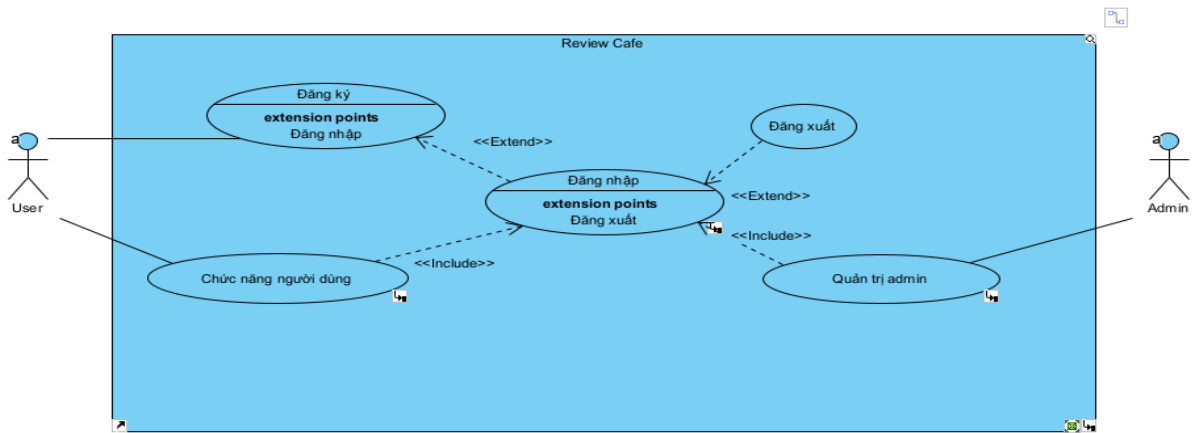 Review Cafe
Đăng ký
extension points
Đăng nhập
<<Extend>>
Đăng xuất
a
User
a
Admin
Đăng nhập
extension points
Đăng xuất
<<Extend>>
<<Include>>
<<Include>>
Chức năng người dùng
Quản trị admin